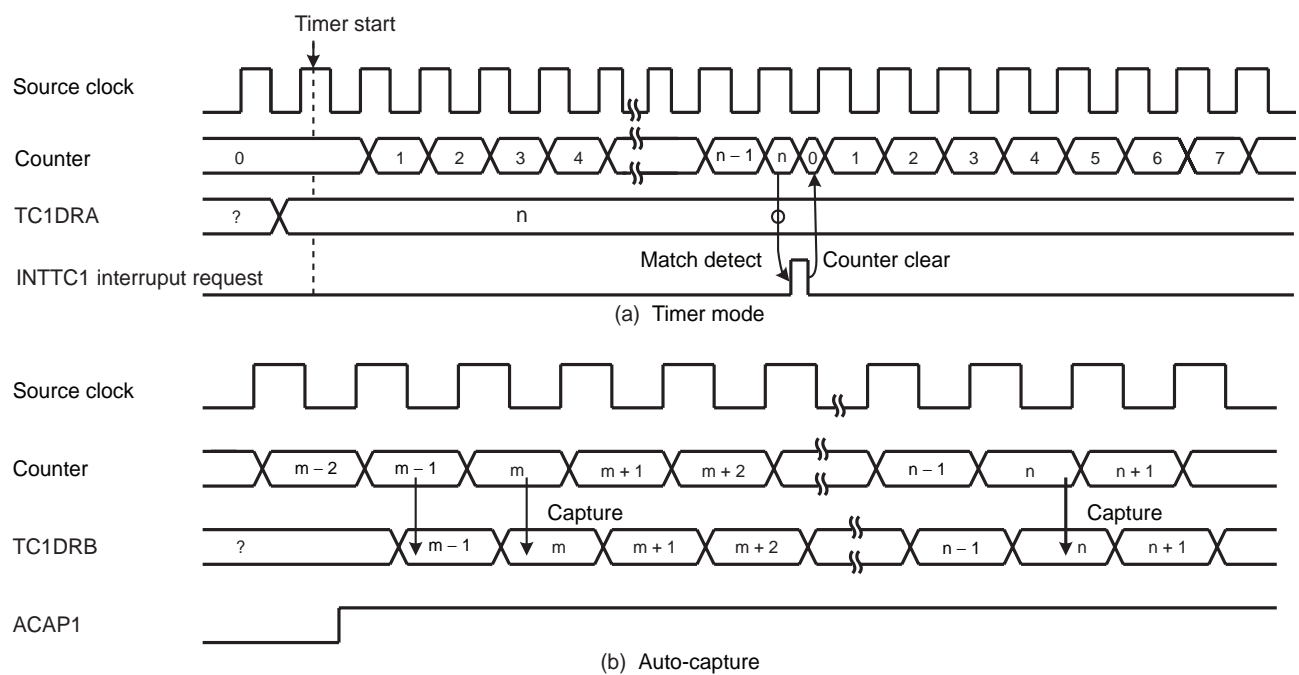 Timer start
Source clock
Counter 0 1 2 3 4 n – 1 n 0 1 2 3 4 5 6 7
TC1DRA ? n
Match detect Counter clear
INTTC1 interruput request
(a) Timer mode
Source clock
Counter m – 2 m – 1 m m + 1 m + 2 n – 1 n n + 1
Capture Capture
TC1DRB ? m – 1 m m + 1 m + 2 n – 1 n n + 1
ACAP1
(b) Auto-capture